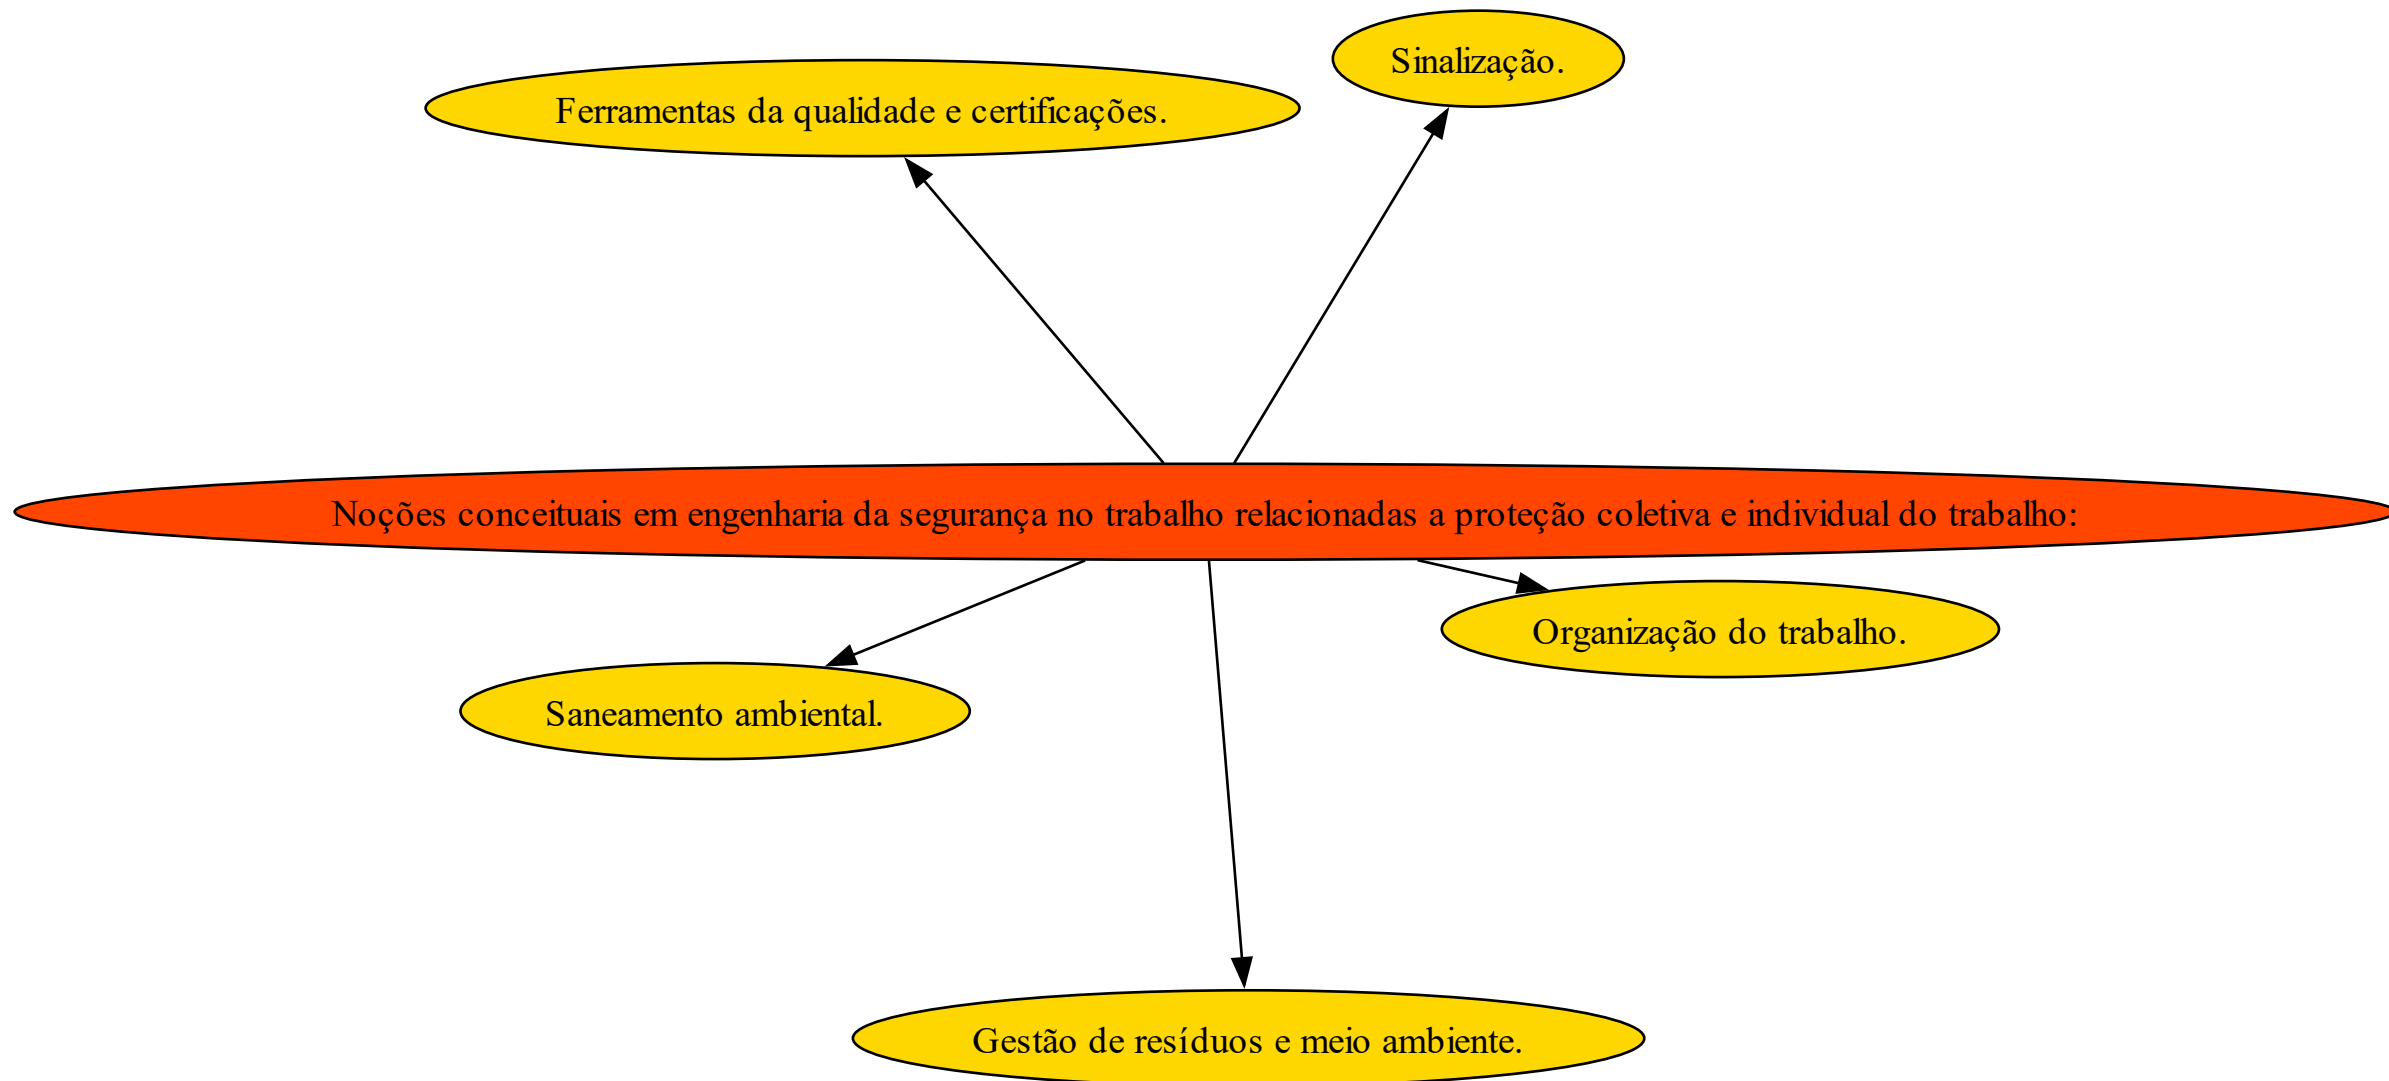 Sinalização.
Ferramentas da qualidade e certificações.
Noções conceituais em engenharia da segurança no trabalho relacionadas a proteção coletiva e individual do trabalho:
Organização do trabalho.
Saneamento ambiental.
Gestão de resíduos e meio ambiente.